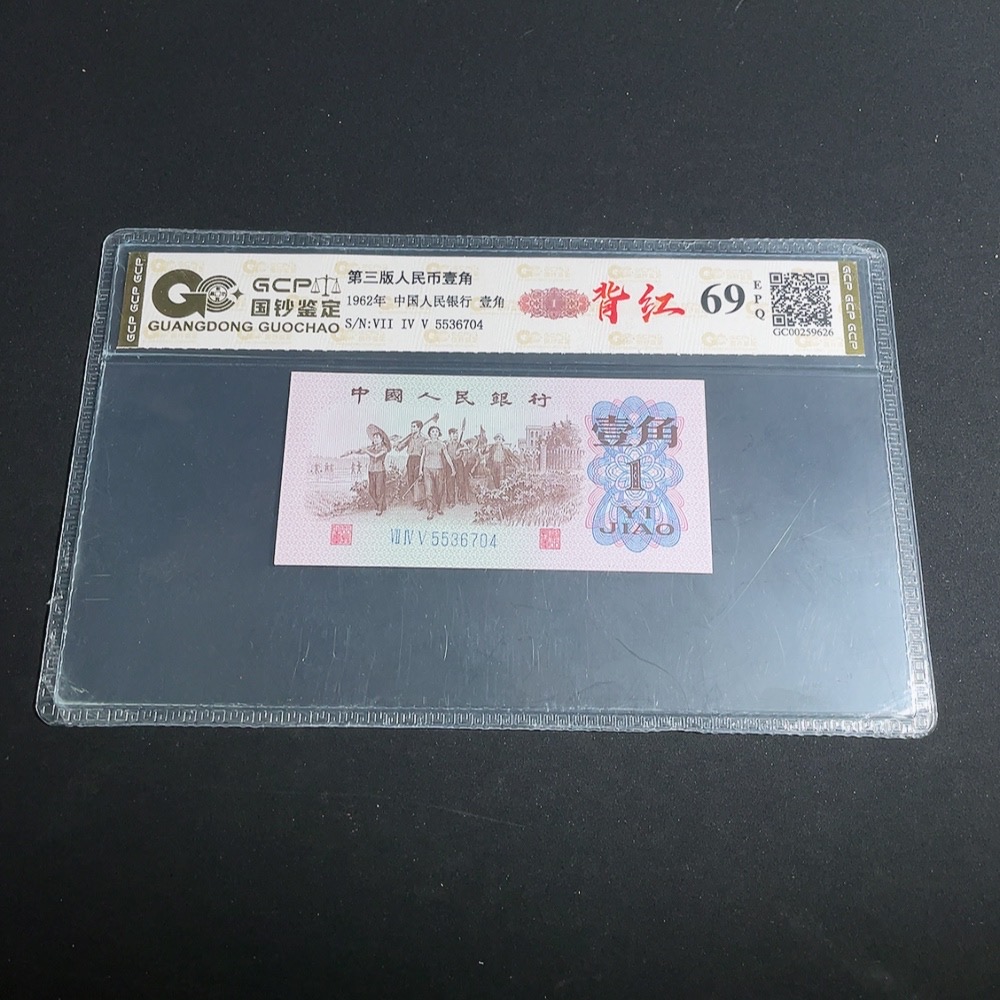 GCP
国钞鉴定
GUANGDONG GUOCHAO
第三版人民币壹角
1962年 中国人民银行 壹角
S/N:VII IV V 5536704
背红
69
EPQ
GC00259626
GCP GCP GCP
GCP GCP GCP
中國人民銀行
壹角
1
YI
JIAO
VII IV V 5536704